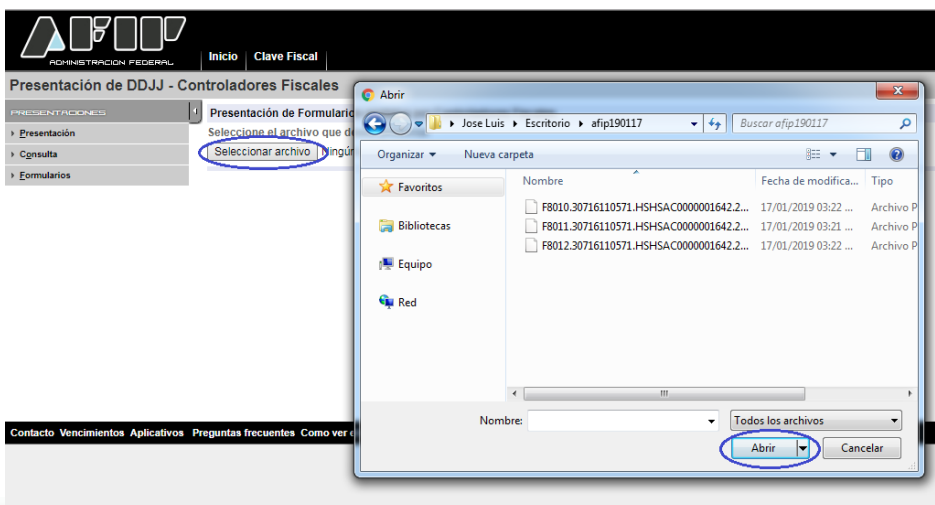 AFIP
ADMINISTRACION FEDERAL
Inicio
Clave Fiscal
Presentación de DDJJ - Controladores Fiscales
PRESENTACIONES
Presentación
Consulta
Formularios
Presentación de Formulario
Seleccione el archivo que de
Seleccionar archivo
Ningún
Contacto Vencimientos Aplicativos Preguntas frecuentes Como ver e
Abrir
Jose Luis
Escritorio
afip190117
Buscar afip190117
Organizar
Nueva carpeta
Favoritos
Bibliotecas
Equipo
Red
Nombre
Fecha de modifica...
Tipo
F8010.30716110571.HSHSAC0000001642.2... 17/01/2019 03:22 ... Archivo P
F8011.30716110571.HSHSAC0000001642.2... 17/01/2019 03:21 ... Archivo P
F8012.30716110571.HSHSAC0000001642.2... 17/01/2019 03:22 ... Archivo P
Nombre:
Todos los archivos
Abrir
Cancelar